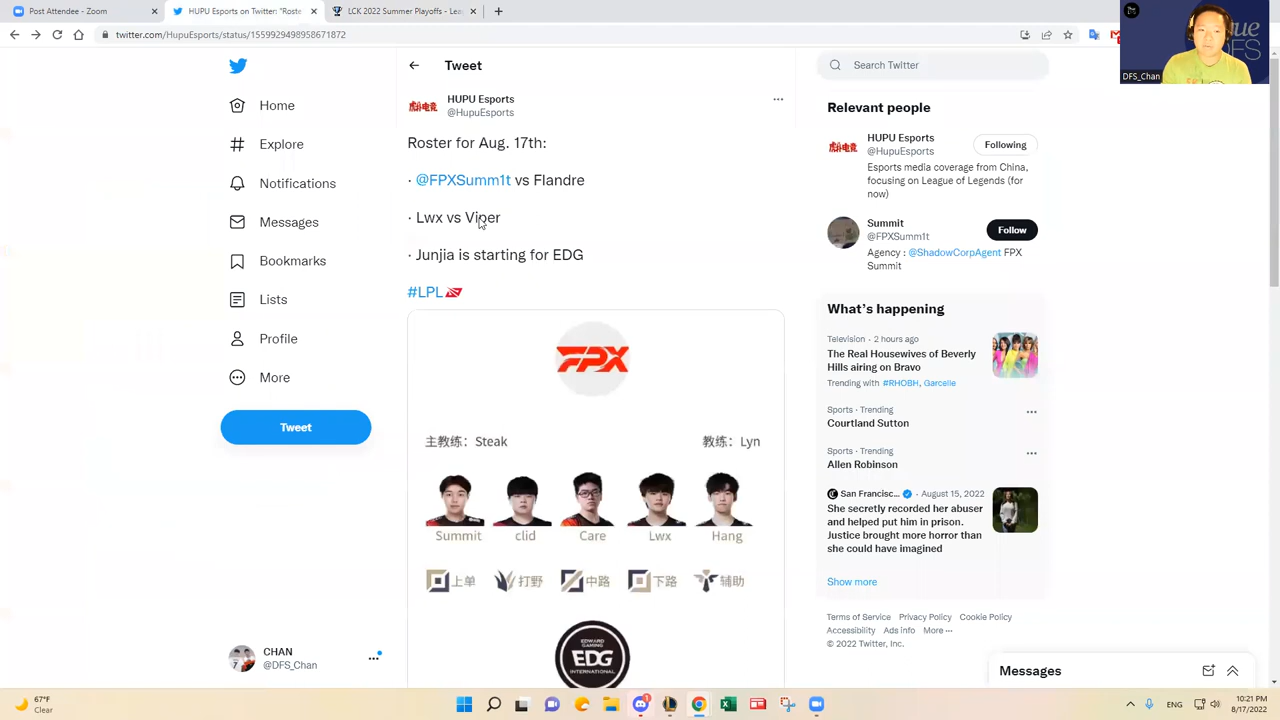 Post Attendee - Zoom
HUPU Esports on Twitter: "Roste
LCK 2022 Summer Playoffs - Lea
twitter.com/HupuEsports/status/1559929498958671872
DFS_Chan
Home
Explore
Notifications
Messages
Bookmarks
Lists
Profile
More
Tweet
CHAN
@DFS_Chan
Tweet
HUPU Esports
@HupuEsports
Roster for Aug. 17th:
· @FPXSumm1t vs Flandre
· Lwx vs Viper
· Junjia is starting for EDG
#LPL
FPX
主教练：Steak
教练：Lyn
Summit clid Care Lwx Hang
上单 打野 中路 下路 辅助
EDWARD
GAMING
EDG
INTERNATIONAL
Search Twitter
Relevant people
HUPU Esports
@HupuEsports
Following
Esports media coverage from China,
focusing on League of Legends (for
now)
Summit
@FPXSumm1t
Follow
Agency : @ShadowCorpAgent FPX
Summit
What's happening
Television · 2 hours ago
The Real Housewives of Beverly
Hills airing on Bravo
Trending with #RHOBH, Garcelle
Sports · Trending
Courtland Sutton
Sports · Trending
Allen Robinson
San Francisc... · August 15, 2022
She secretly recorded her abuser
and helped put him in prison.
Justice brought more horror than
she could have imagined
Show more
Terms of Service Privacy Policy Cookie Policy
Accessibility Ads info More ···
© 2022 Twitter, Inc.
Messages
67°F
Clear
1
ENG
10:21 PM
8/17/2022